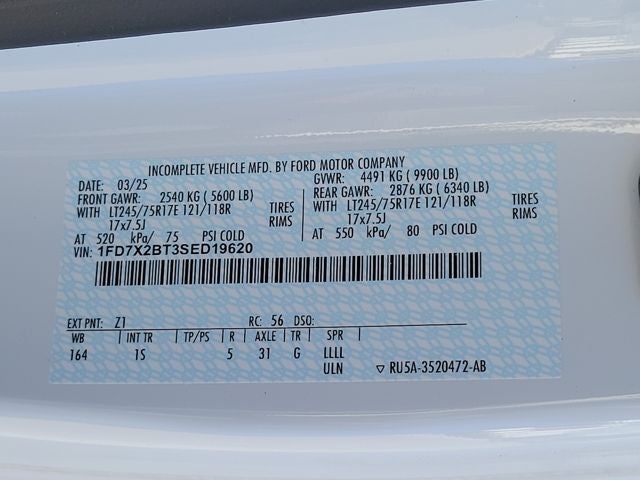 INCOMPLETE VEHICLE MFD. BY FORD MOTOR COMPANY
DATE: 03/25 GVWR: 4491 KG ( 9900 LB)
FRONT GAWR: 2540 KG ( 5600 LB) REAR GAWR: 2876 KG ( 6340 LB)
WITH LT245/75R17E 121/118R TIRES WITH LT245/75R17E 121/118R TIRES
17x7.5J RIMS 17x7.5J RIMS
AT 520 kPa/ 75 PSI COLD AT 550 kPa/ 80 PSI COLD
VIN: 1FD7X2BT3SED19620
EXT PNT: Z1 RC: 56 DSO:
WB INT TR TP/PS R AXLE TR SPR
164 1S 5 31 G LLLL
ULN ▽ RU5A-3520472-AB